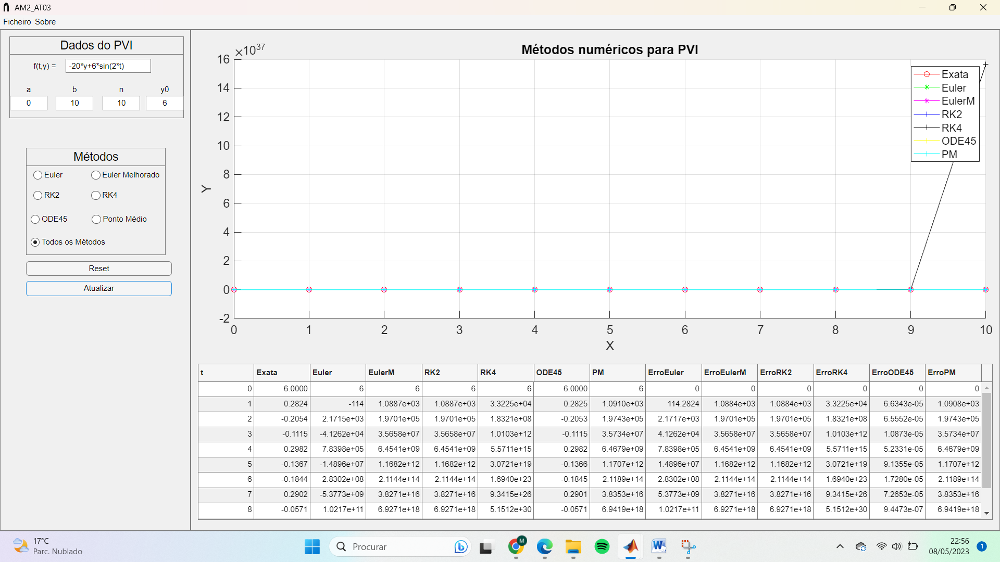 AM2_AT03
Ficheiro Sobre
Dados do PVI
f(t,y) = -20*y+6*sin(2*t)
a b n y0
0 10 10 6
Métodos
Euler Euler Melhorado
RK2 RK4
ODE45 Ponto Médio
Todos os Métodos
Reset
Atualizar
Métodos numéricos para PVI
×10^37
16
14
12
10
8
6
4
2
0
-2
Y
0 1 2 3 4 5 6 7 8 9 10
X
Exata
Euler
EulerM
RK2
RK4
ODE45
PM
t Exata Euler EulerM RK2 RK4 ODE45 PM ErroEuler ErroEulerM ErroRK2 ErroRK4 ErroODE45 ErroPM
0 6.0000 6 6 6 6 6.0000 6 0 0 0 0 0 0
1 0.2824 -114 1.0887e+03 1.0887e+03 3.3225e+04 0.2825 1.0910e+03 114.2824 1.0884e+03 1.0884e+03 3.3225e+04 6.6343e-05 1.0908e+03
2 -0.2054 2.1715e+03 1.9701e+05 1.9701e+05 1.8321e+08 -0.2053 1.9743e+05 2.1717e+03 1.9701e+05 1.9701e+05 1.8321e+08 6.5552e-05 1.9743e+05
3 -0.1115 -4.1262e+04 3.5658e+07 3.5658e+07 1.0103e+12 -0.1115 3.5734e+07 4.1262e+04 3.5658e+07 3.5658e+07 1.0103e+12 1.0873e-05 3.5734e+07
4 0.2982 7.8398e+05 6.4541e+09 6.4541e+09 5.5711e+15 0.2982 6.4679e+09 7.8398e+05 6.4541e+09 6.4541e+09 5.5711e+15 5.2331e-05 6.4679e+09
5 -0.1367 -1.4896e+07 1.1682e+12 1.1682e+12 3.0721e+19 -0.1366 1.1707e+12 1.4896e+07 1.1682e+12 1.1682e+12 3.0721e+19 9.1355e-05 1.1707e+12
6 -0.1844 2.8302e+08 2.1144e+14 2.1144e+14 1.6940e+23 -0.1845 2.1189e+14 2.8302e+08 2.1144e+14 2.1144e+14 1.6940e+23 1.7280e-05 2.1189e+14
7 0.2902 -5.3773e+09 3.8271e+16 3.8271e+16 9.3415e+26 0.2901 3.8353e+16 5.3773e+09 3.8271e+16 3.8271e+16 9.3415e+26 7.2653e-05 3.8353e+16
8 -0.0571 1.0217e+11 6.9271e+18 6.9271e+18 5.1512e+30 -0.0571 6.9419e+18 1.0217e+11 6.9271e+18 6.9271e+18 5.1512e+30 9.4473e-07 6.9419e+18
17°C
Parc. Nublado
Procurar
M
22:56
08/05/2023
1